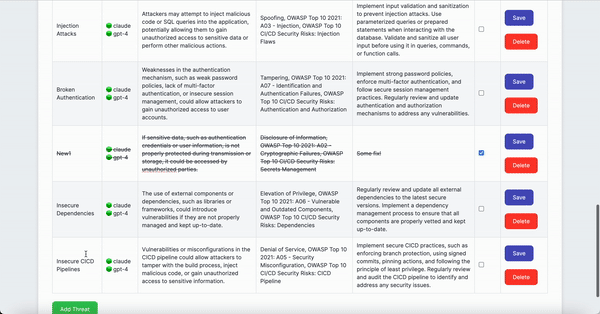 Injection
Attacks
claude
gpt-4
Attackers may attempt to inject malicious
code or SQL queries into the application,
potentially allowing them to gain
unauthorized access to sensitive data or
perform other malicious actions.
Spoofing, OWASP Top 10 2021:
A03 - Injection, OWASP Top 10
CI/CD Security Risks: Injection
Flaws
Implement input validation and sanitization
to prevent injection attacks. Use
parameterized queries or prepared
statements when interacting with the
database. Validate and sanitize all user
input before using it in queries, commands,
or function calls.
Save
Delete
Broken
Authentication
claude
gpt-4
Weaknesses in the authentication
mechanism, such as weak password
policies, lack of multi-factor
authentication, or insecure session
management, could allow attackers to
gain unauthorized access to user
accounts.
Tampering, OWASP Top 10 2021:
A07 - Identification and
Authentication Failures, OWASP
Top 10 CI/CD Security Risks:
Authentication and Authorization
Implement strong password policies,
enforce multi-factor authentication, and
follow secure session management
practices. Regularly review and update
authentication and authorization
mechanisms to address any vulnerabilities.
Save
Delete
New1
claude
gpt-4
If sensitive data, such as authentication
credentials or user information, is not
properly protected during transmission or
storage, it could be accessed by
unauthorized parties.
Disclosure of Information,
OWASP Top 10 2021: A02 -
Cryptographic Failures, OWASP
Top 10 CI/CD Security Risks:
Secrets Management
Some fix!
Save
Delete
Insecure
Dependencies
claude
gpt-4
The use of external components or
dependencies, such as libraries or
frameworks, could introduce
vulnerabilities if they are not properly
managed and kept up-to-date.
Elevation of Privilege, OWASP
Top 10 2021: A06 - Vulnerable
and Outdated Components,
OWASP Top 10 CI/CD Security
Risks: Dependencies
Regularly review and update all external
dependencies to the latest secure
versions. Implement a dependency
management process to ensure that all
components are properly vetted and kept
up-to-date.
Save
Delete
Insecure CICD
Pipelines
claude
gpt-4
Vulnerabilities or misconfigurations in the
CI/CD pipeline could allow attackers to
tamper with the build process, inject
malicious code, or gain unauthorized
access to sensitive information.
Denial of Service, OWASP Top 10
2021: A05 - Security
Misconfiguration, OWASP Top 10
CI/CD Security Risks: CICD
Pipeline
Implement secure CICD practices, such as
enforcing branch protection, using signed
commits, pinning actions, and following the
principle of least privilege. Regularly review
and audit the CICD pipeline to identify and
address any security issues.
Save
Delete
Add Threat